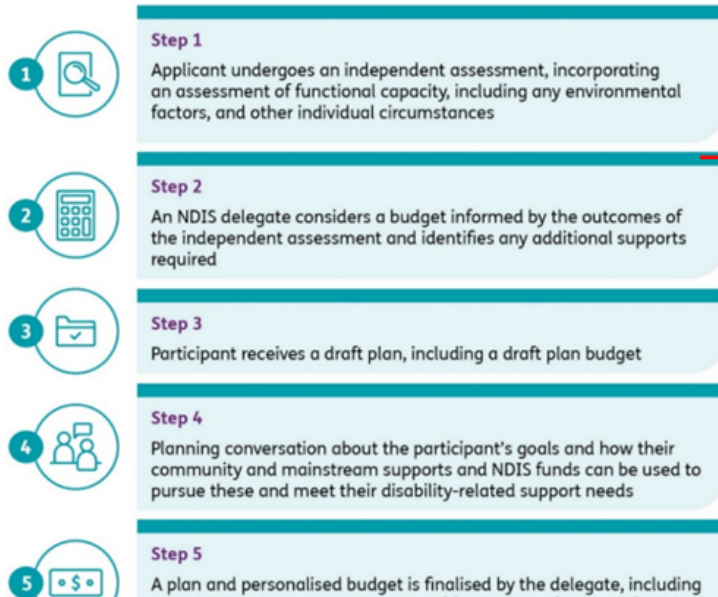 1
Step 1
Applicant undergoes an independent assessment, incorporating
an assessment of functional capacity, including any environmental
factors, and other individual circumstances
2
Step 2
An NDIS delegate considers a budget informed by the outcomes of
the independent assessment and identifies any additional supports
required
3
Step 3
Participant receives a draft plan, including a draft plan budget
4
Step 4
Planning conversation about the participant's goals and how their
community and mainstream supports and NDIS funds can be used to
pursue these and meet their disability-related support needs
5
$
Step 5
A plan and personalised budget is finalised by the delegate, including